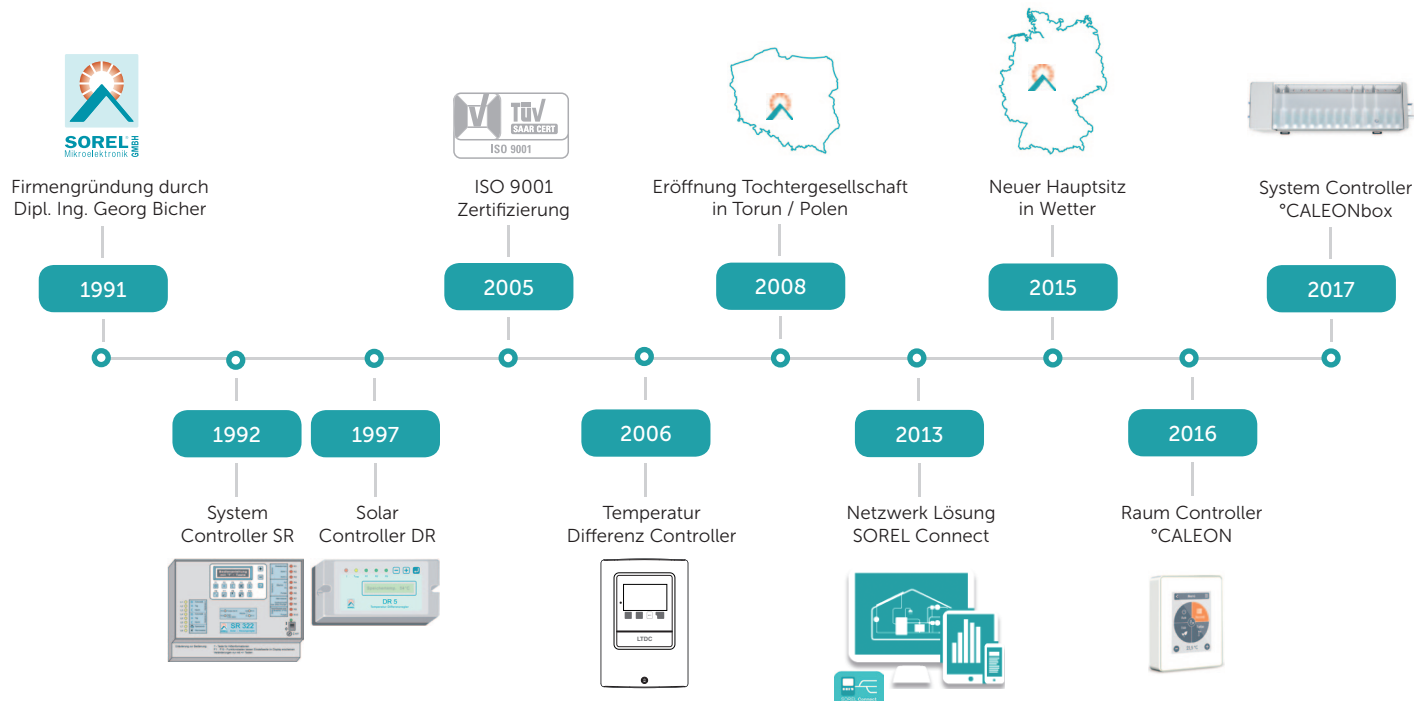 SOREL
Mikroelektronik
GMBH
Firmengründung durch
Dipl. Ing. Georg Bicher
1991
TÜV
SAAR CERT
ISO 9001
ISO 9001
Zertifizierung
2005
Eröffnung Tochtergesellschaft
in Torun / Polen
2008
Neuer Hauptsitz
in Wetter
2015
System Controller
°CALEONbox
2017
1992
System
Controller SR
SR 322
1997
Solar
Controller DR
DR 5
2006
Temperatur
Differenz Controller
LTDC
2013
Netzwerk Lösung
SOREL Connect
SOREL Connect
2016
Raum Controller
°CALEON